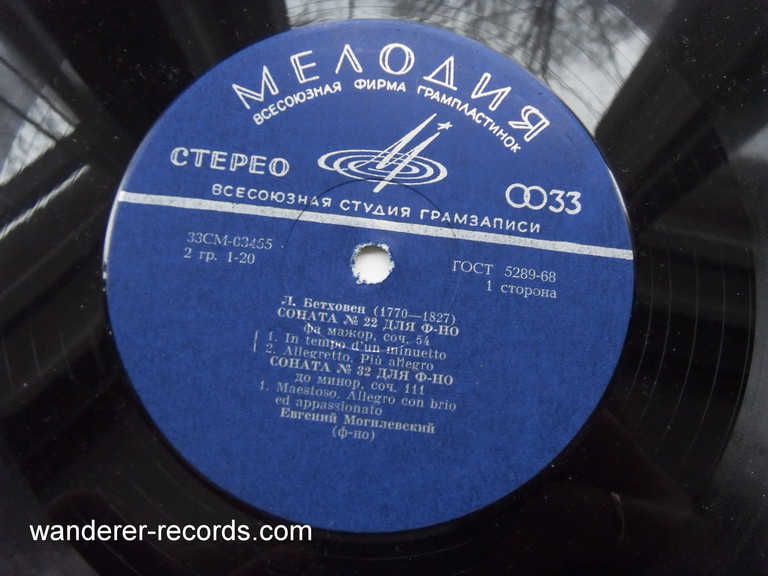 МЕЛОДИЯ
ВСЕСОЮЗНАЯ ФИРМА ГРАМПЛАСТИНОК
СТЕРЕО
33
ВСЕСОЮЗНАЯ СТУДИЯ ГРАМЗАПИСИ
33СМ-03455
ГОСТ 5289-68
2 гр. 1-20
1 сторона
Л. Бетховен (1770—1827)
СОНАТА № 22 ДЛЯ Ф-НО
фа мажор, соч. 54
1. In tempo d'un minuetto
2. Allegretto. Più allegro
СОНАТА № 32 ДЛЯ Ф-НО
до минор, соч. 111
1. Maestoso. Allegro con brio
ed appassionato
Евгений Могилевский
(ф-но)
wanderer-records.com